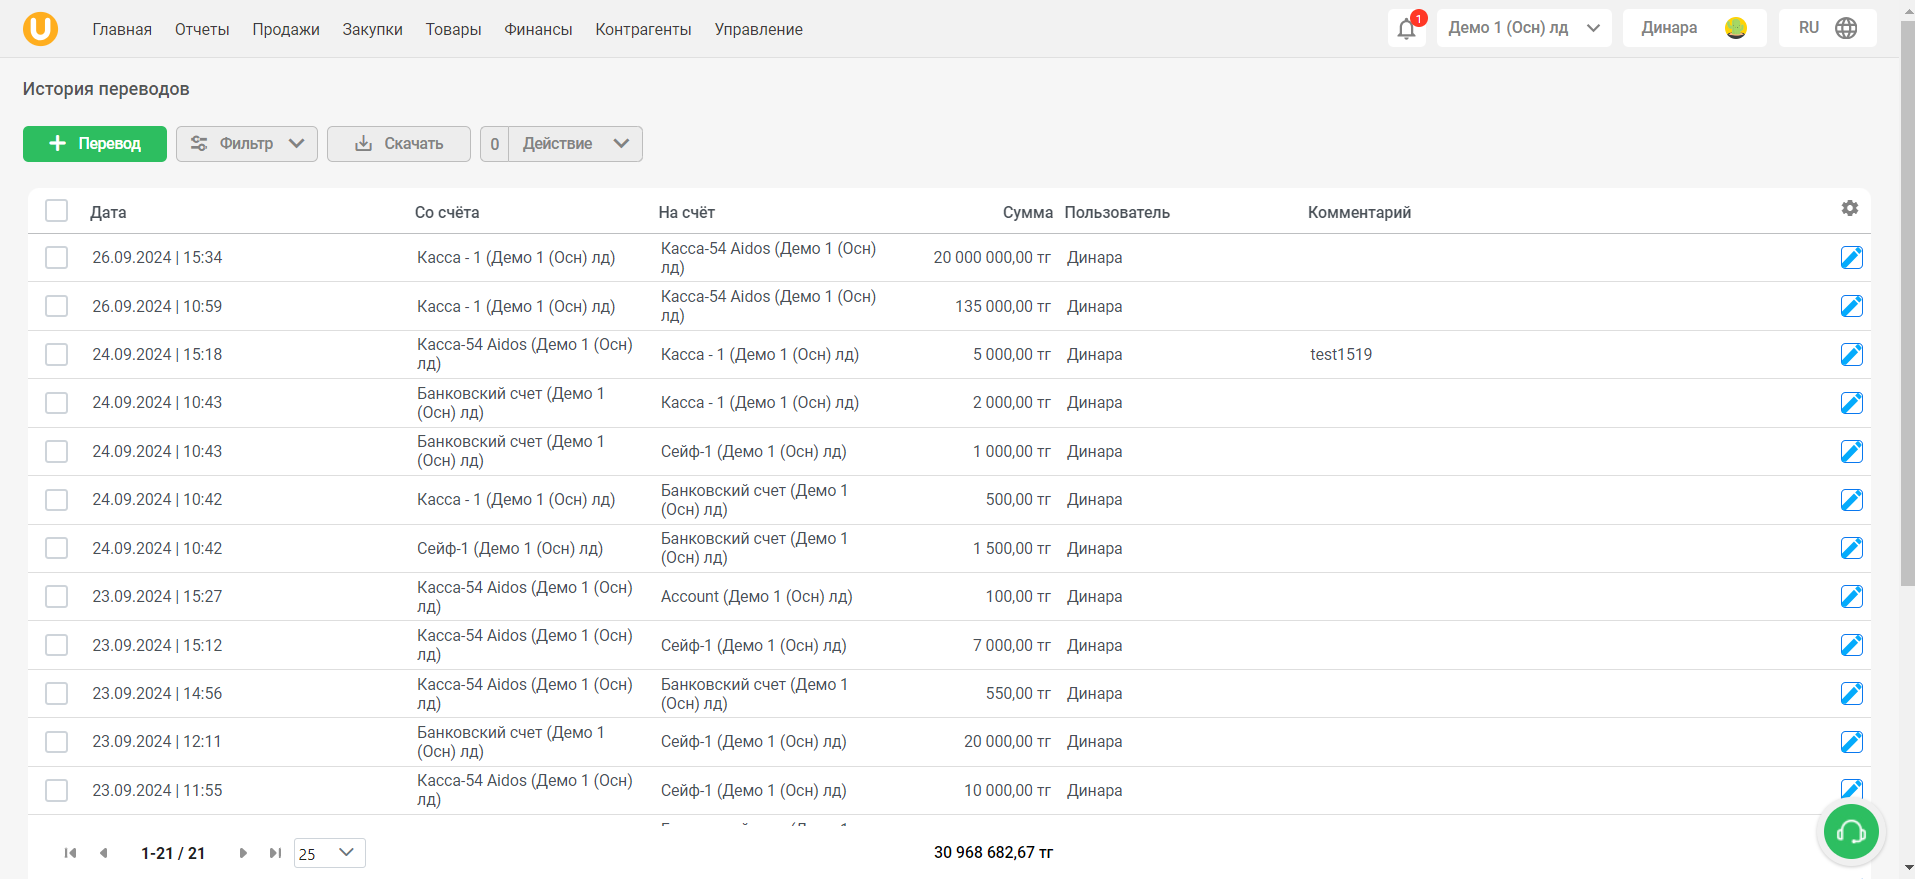 U Главная Отчеты Продажи Закупки Товары Финансы Контрагенты Управление 1 Демо 1 (Осн) лд Динара RU
История переводов
Перевод Фильтр Скачать 0 Действие
Дата Со счёта На счёт Сумма Пользователь Комментарий
26.09.2024 | 15:34 Касса - 1 (Демо 1 (Осн) лд) Касса-54 Aidos (Демо 1 (Осн) 20 000 000,00 тг Динара
лд)
26.09.2024 | 10:59 Касса - 1 (Демо 1 (Осн) лд) Касса-54 Aidos (Демо 1 (Осн) 135 000,00 тг Динара
лд)
24.09.2024 | 15:18 Касса-54 Aidos (Демо 1 (Осн) Касса - 1 (Демо 1 (Осн) лд) 5 000,00 тг Динара test1519
лд)
24.09.2024 | 10:43 Банковский счет (Демо 1 Касса - 1 (Демо 1 (Осн) лд) 2 000,00 тг Динара
(Осн) лд)
24.09.2024 | 10:43 Банковский счет (Демо 1 Сейф-1 (Демо 1 (Осн) лд) 1 000,00 тг Динара
(Осн) лд)
24.09.2024 | 10:42 Касса - 1 (Демо 1 (Осн) лд) Банковский счет (Демо 1 500,00 тг Динара
(Осн) лд)
24.09.2024 | 10:42 Сейф-1 (Демо 1 (Осн) лд) Банковский счет (Демо 1 1 500,00 тг Динара
(Осн) лд)
23.09.2024 | 15:27 Касса-54 Aidos (Демо 1 (Осн) Account (Демо 1 (Осн) лд) 100,00 тг Динара
лд)
23.09.2024 | 15:12 Касса-54 Aidos (Демо 1 (Осн) Сейф-1 (Демо 1 (Осн) лд) 7 000,00 тг Динара
лд)
23.09.2024 | 14:56 Касса-54 Aidos (Демо 1 (Осн) Банковский счет (Демо 1 550,00 тг Динара
лд) (Осн) лд)
23.09.2024 | 12:11 Банковский счет (Демо 1 Сейф-1 (Демо 1 (Осн) лд) 20 000,00 тг Динара
(Осн) лд)
23.09.2024 | 11:55 Касса-54 Aidos (Демо 1 (Осн) Сейф-1 (Демо 1 (Осн) лд) 10 000,00 тг Динара
лд)
1-21 / 21 25 30 968 682,67 тг